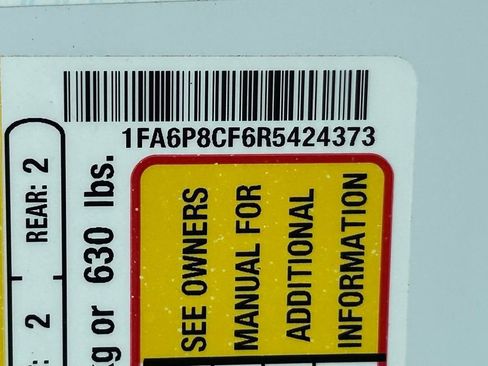 1FA6P8CF6R5424373
REAR: 2
: 2
kg or 630 lbs.
SEE OWNERS
MANUAL FOR
ADDITIONAL
INFORMATION